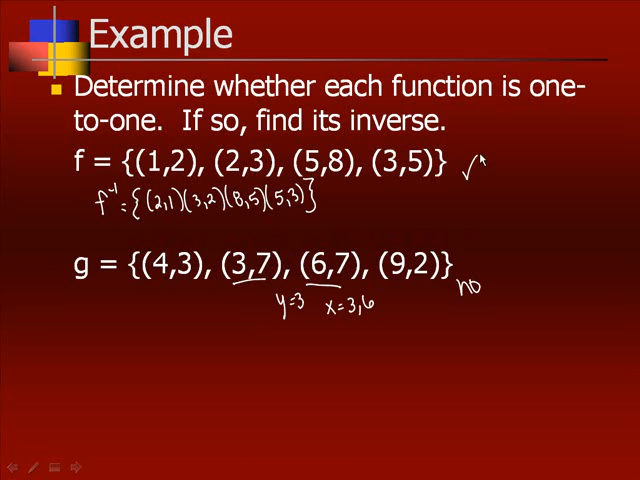 Example
Determine whether each function is one-
to-one. If so, find its inverse.
f = {(1,2), (2,3), (5,8), (3,5)} ✓
f⁻¹ = {(2,1)(3,2)(8,5)(5,3)}
g = {(4,3), (3,7), (6,7), (9,2)} no
y=3 x=3,6